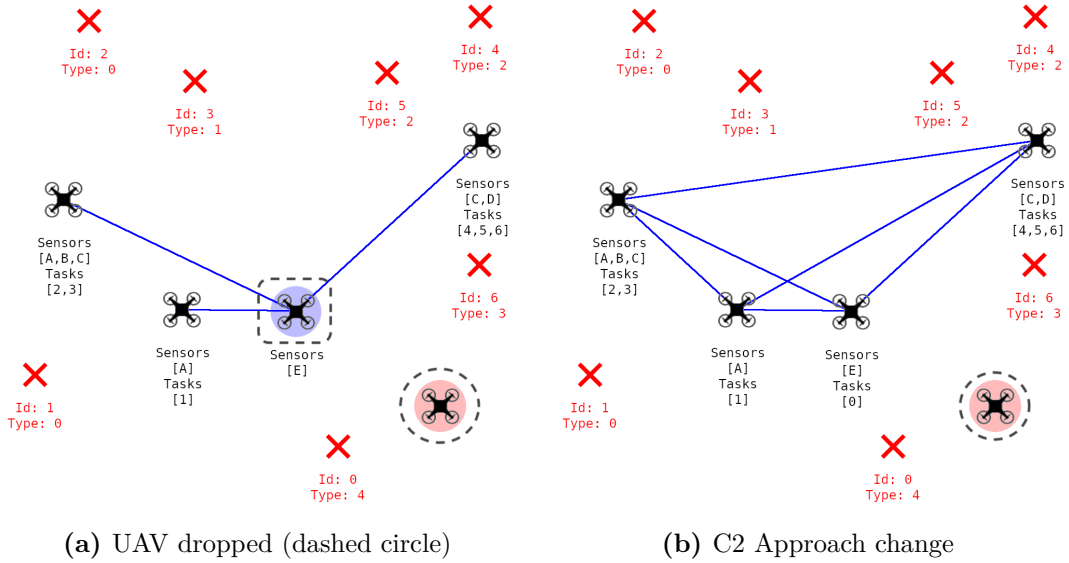 Id: 2
Type: 0
Id: 3
Type: 1
Id: 5
Type: 2
Id: 4
Type: 2
Sensors
[A,B,C]
Tasks
[2,3]
Sensors
[C,D]
Tasks
[4,5,6]
Sensors
[A]
Tasks
[1]
Sensors
[E]
Id: 6
Type: 3
Id: 1
Type: 0
Id: 0
Type: 4
(a) UAV dropped (dashed circle)
Id: 2
Type: 0
Id: 3
Type: 1
Id: 5
Type: 2
Id: 4
Type: 2
Sensors
[A,B,C]
Tasks
[2,3]
Sensors
[C,D]
Tasks
[4,5,6]
Sensors
[A]
Tasks
[1]
Sensors
[E]
Tasks
[0]
Id: 6
Type: 3
Id: 1
Type: 0
Id: 0
Type: 4
(b) C2 Approach change